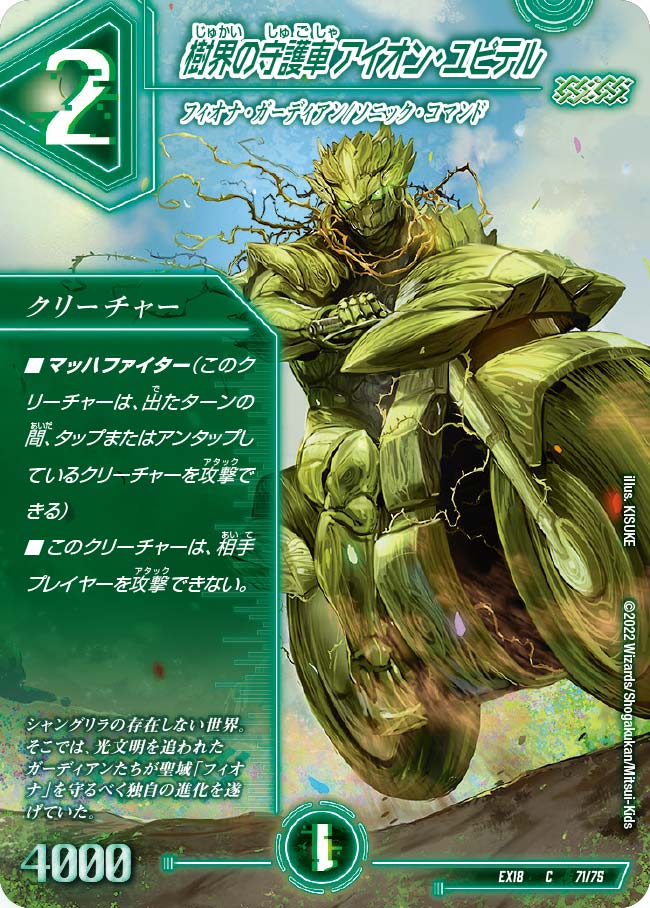 2
じゅかい しゅごしゃ
樹界の守護車 アイオン・ユピテル
フィオナ・ガーディアン/ソニック・コマンド
クリーチャー
■ マッハファイター(このク
リーチャーは、出たターンの
間、タップまたはアンタップし
ているクリーチャーを攻撃で
きる)
■ このクリーチャーは、相手
プレイヤーを攻撃できない。
シャングリラの存在しない世界。
そこでは、光文明を追われた
ガーディアンたちが聖域「フィオ
ナ」を守るべく独自の進化を遂
げていた。
4000
1
EX18 C 71/75
illus. KISUKE
©2022 Wizards/Shogakukan/Mitsui-Kids